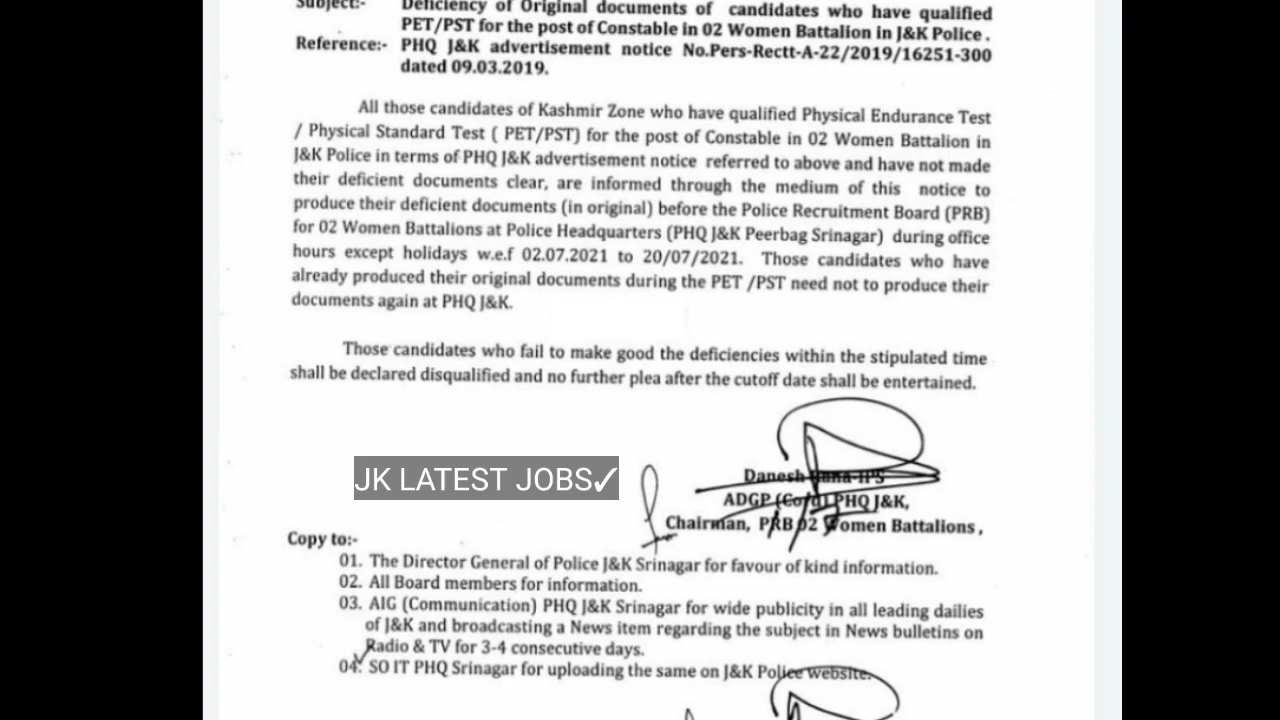 Subject:- Deficiency of Original documents of candidates who have qualified
PET/PST for the post of Constable in 02 Women Battalion in J&K Police .
Reference:- PHQ J&K advertisement notice No.Pers-Rectt-A-22/2019/16251-300
dated 09.03.2019.
All those candidates of Kashmir Zone who have qualified Physical Endurance Test
/ Physical Standard Test ( PET/PST) for the post of Constable in 02 Women Battalion in
J&K Police in terms of PHQ J&K advertisement notice referred to above and have not made
their deficient documents clear, are informed through the medium of this notice to
produce their deficient documents (in original) before the Police Recruitment Board (PRB)
for 02 Women Battalions at Police Headquarters (PHQ J&K Peerbag Srinagar) during office
hours except holidays w.e.f 02.07.2021 to 20/07/2021. Those candidates who have
already produced their original documents during the PET /PST need not to produce their
documents again at PHQ J&K.
Those candidates who fail to make good the deficiencies within the stipulated time
shall be declared disqualified and no further plea after the cutoff date shall be entertained.
JK LATEST JOBS✓
Danesh
ADGP (Cord) PHQ J&K,
Chairman, PRB 02 Women Battalions ,
Copy to:-
01. The Director General of Police J&K Srinagar for favour of kind information.
02. All Board members for information.
03. AIG (Communication) PHQ J&K Srinagar for wide publicity in all leading dailies
of J&K and broadcasting a News item regarding the subject in News bulletins on
Radio & TV for 3-4 consecutive days.
04. SO IT PHQ Srinagar for uploading the same on J&K Police website.